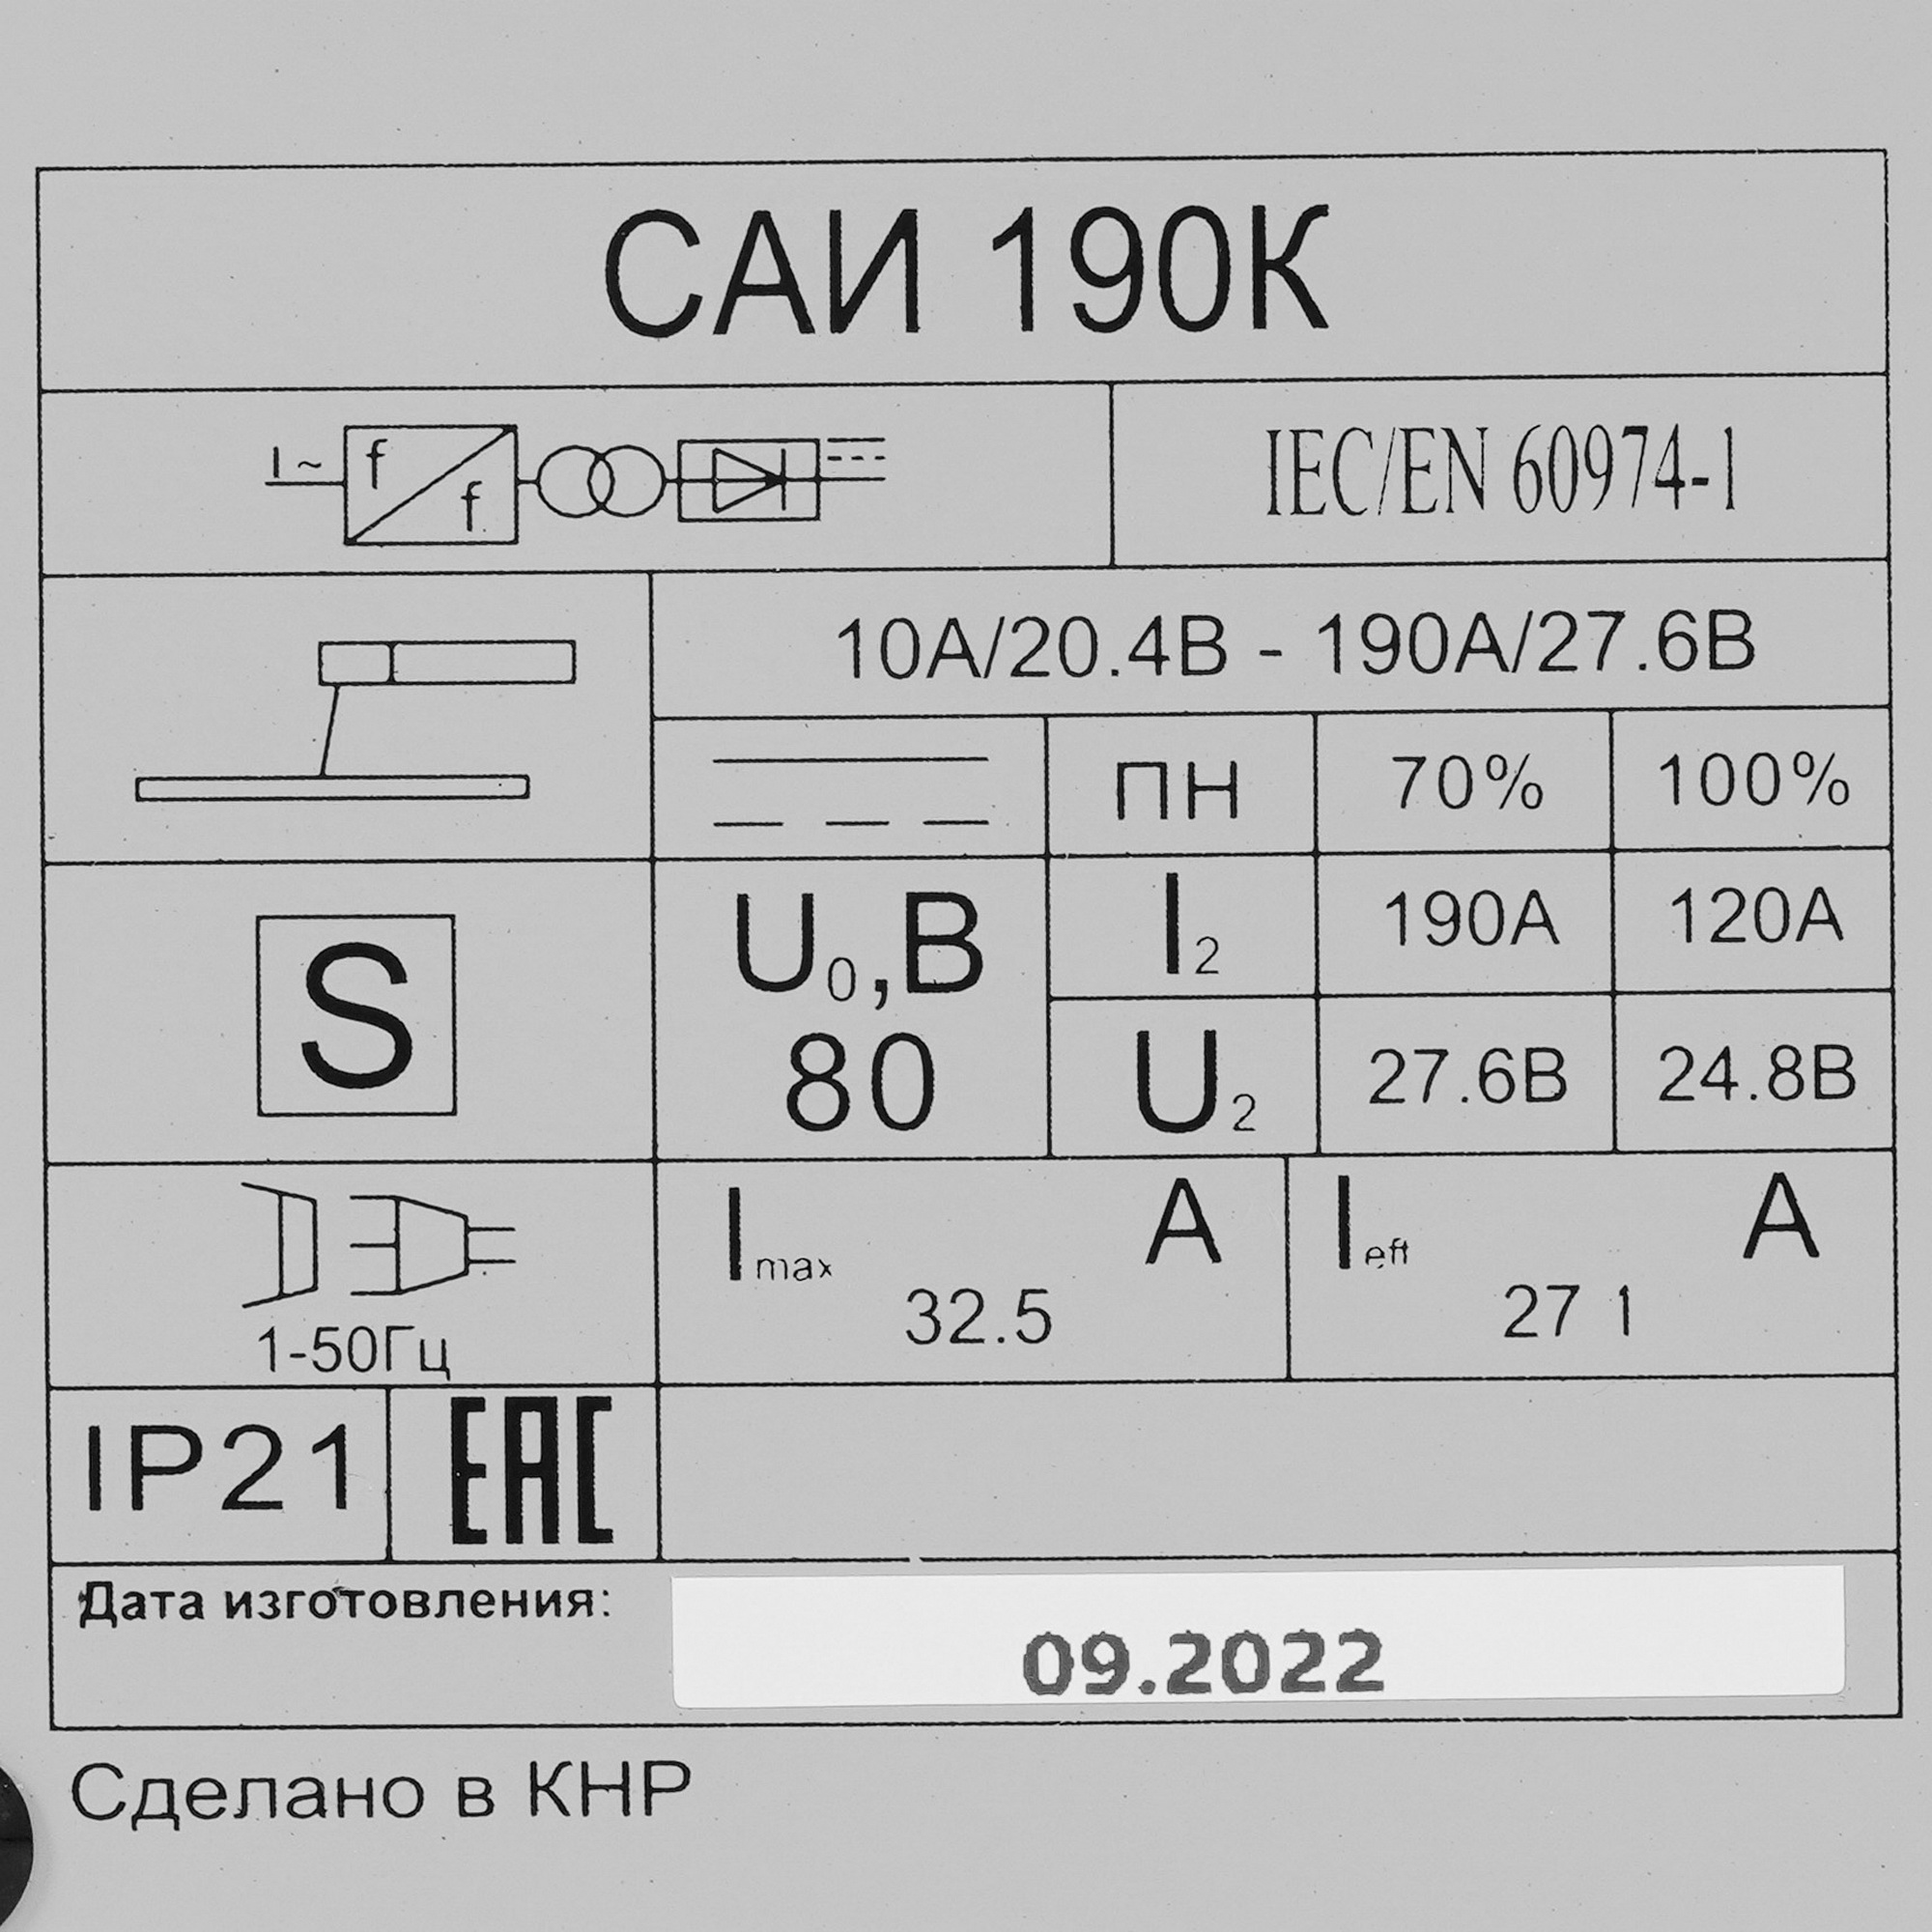 САИ 190К
1~ f f IEC/EN 60974-1
10А/20.4В - 190А/27.6В
ПН 70% 100%
S U0,В I2 190А 120А
80 U2 27.6В 24.8В
Imax А Ieft А
1-50Гц 32.5 27 1
IP21 ЕАС
Дата изготовления:
09.2022
Сделано в КНР